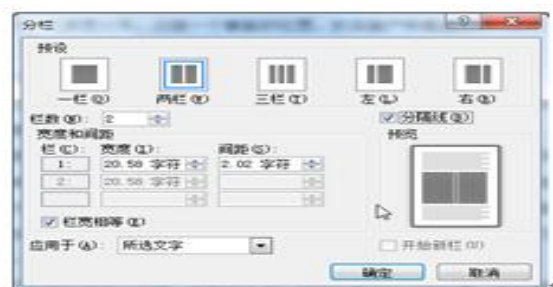 分栏
预设
一栏(O) 两栏(W) 三栏(T) 左(L) 右(R)
栏数(N): 2 分隔线(B)
宽度和间距 预览
栏(C): 宽度(I): 间距(S):
1: 20.58 字符 2.02 字符
2: 20.58 字符
栏宽相等(E)
应用于(A): 所选文字 开始新栏(U)
确定 取消